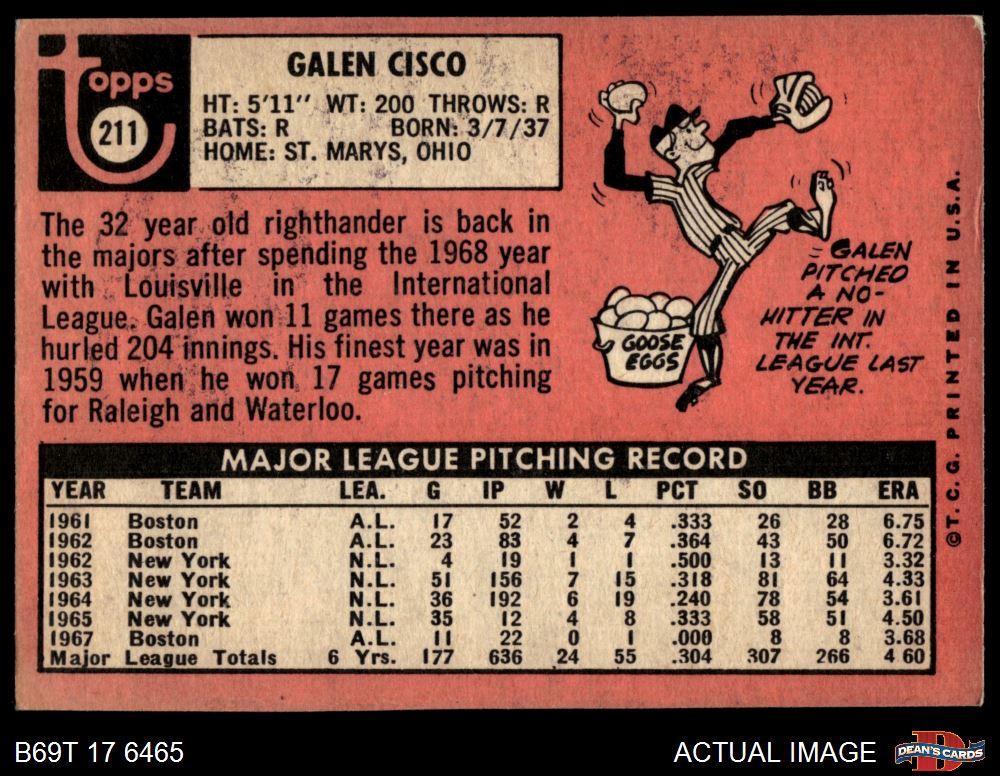 Topps
211
GALEN CISCO
HT: 5'11" WT: 200 THROWS: R
BATS: R BORN: 3/7/37
HOME: ST. MARYS, OHIO
The 32 year old righthander is back in
the majors after spending the 1968 year
with Louisville in the International
League. Galen won 11 games there as he
hurled 204 innings. His finest year was in
1959 when he won 17 games pitching
for Raleigh and Waterloo.
GOOSE
EGGS
GALEN
PITCHED
A NO-
HITTER IN
THE INT.
LEAGUE LAST
YEAR.
©T. C. G. PRINTED IN U.S.A.
MAJOR LEAGUE PITCHING RECORD
YEAR TEAM LEA. G IP W L PCT SO BB ERA
1961 Boston A.L. 17 52 2 4 .333 26 28 6.75
1962 Boston A.L. 23 83 4 7 .364 43 50 6.72
1962 New York N.L. 4 19 1 1 .500 13 11 3.32
1963 New York N.L. 51 156 7 15 .318 81 64 4.33
1964 New York N.L. 36 192 6 19 .240 78 54 3.61
1965 New York N.L. 35 12 4 8 .333 58 51 4.50
1967 Boston A.L. 11 22 0 1 .000 8 8 3.68
Major League Totals 6 Yrs. 177 636 24 55 .304 307 266 4.60
B69T 17 6465
ACTUAL IMAGE
DEAN'S CARDS